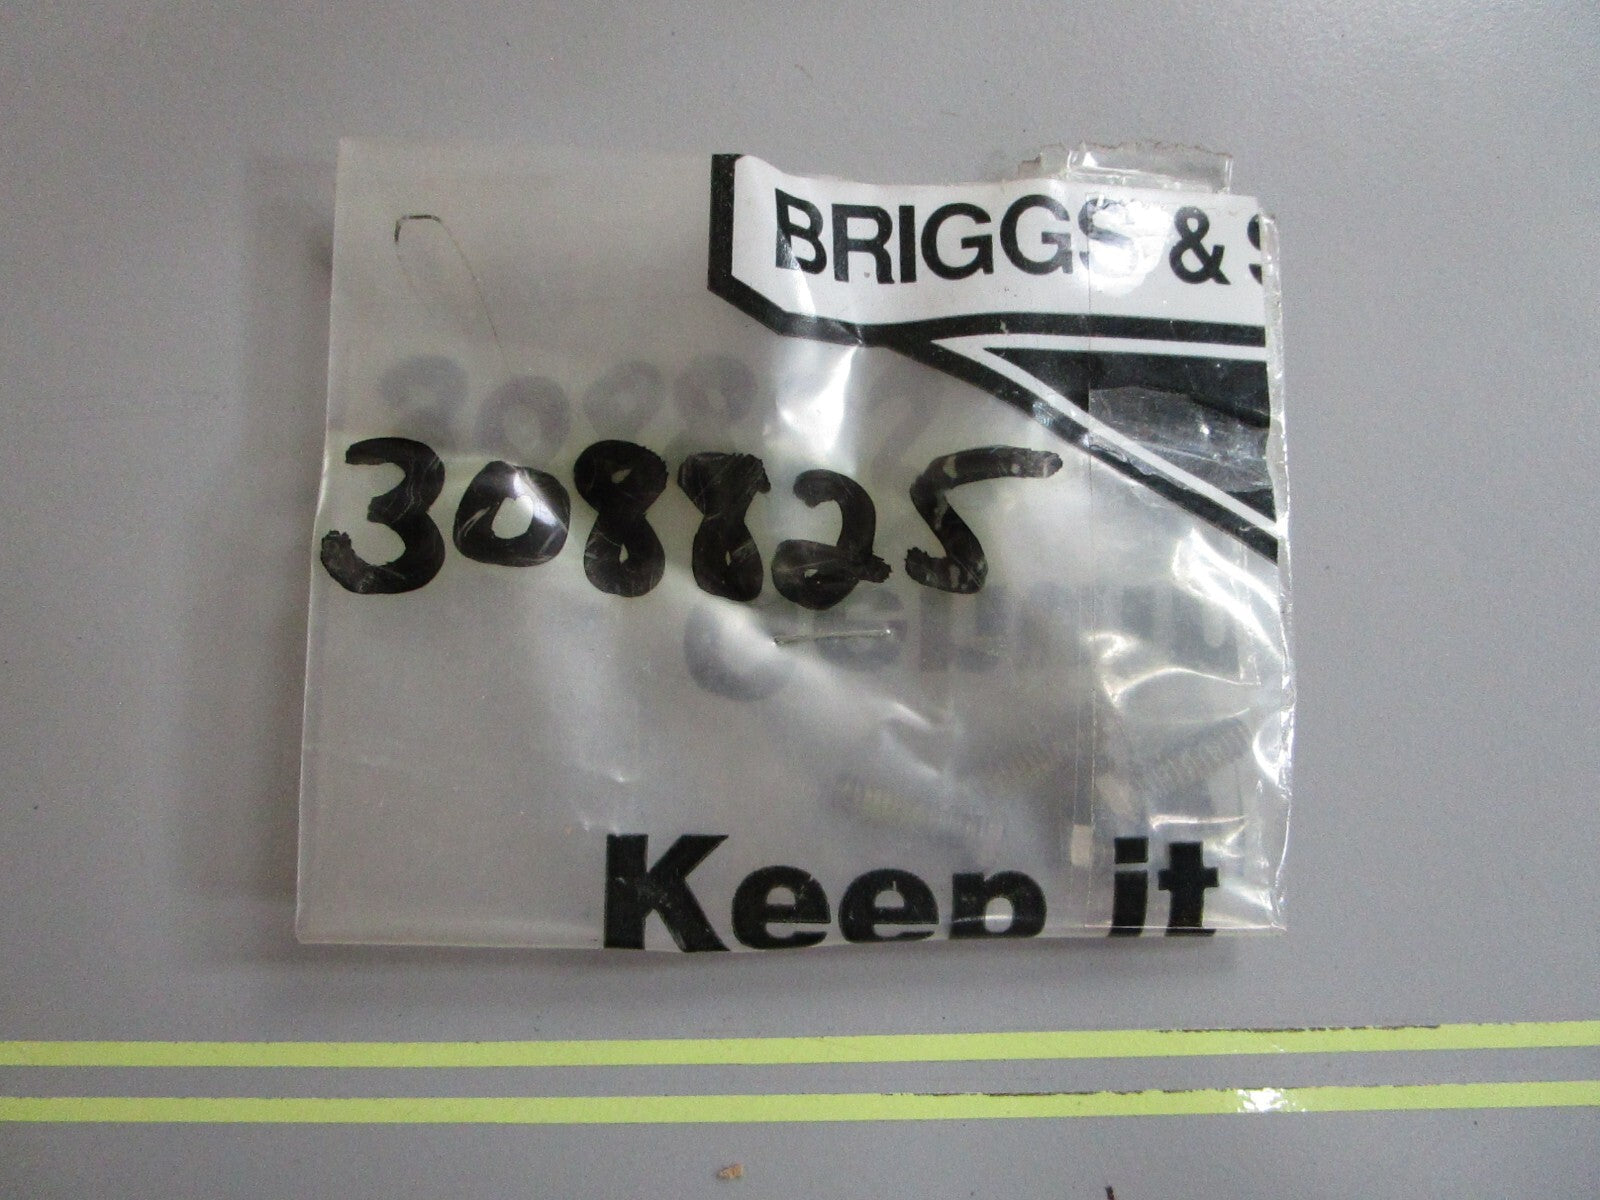 BRIGGS & S
308825
Keep it